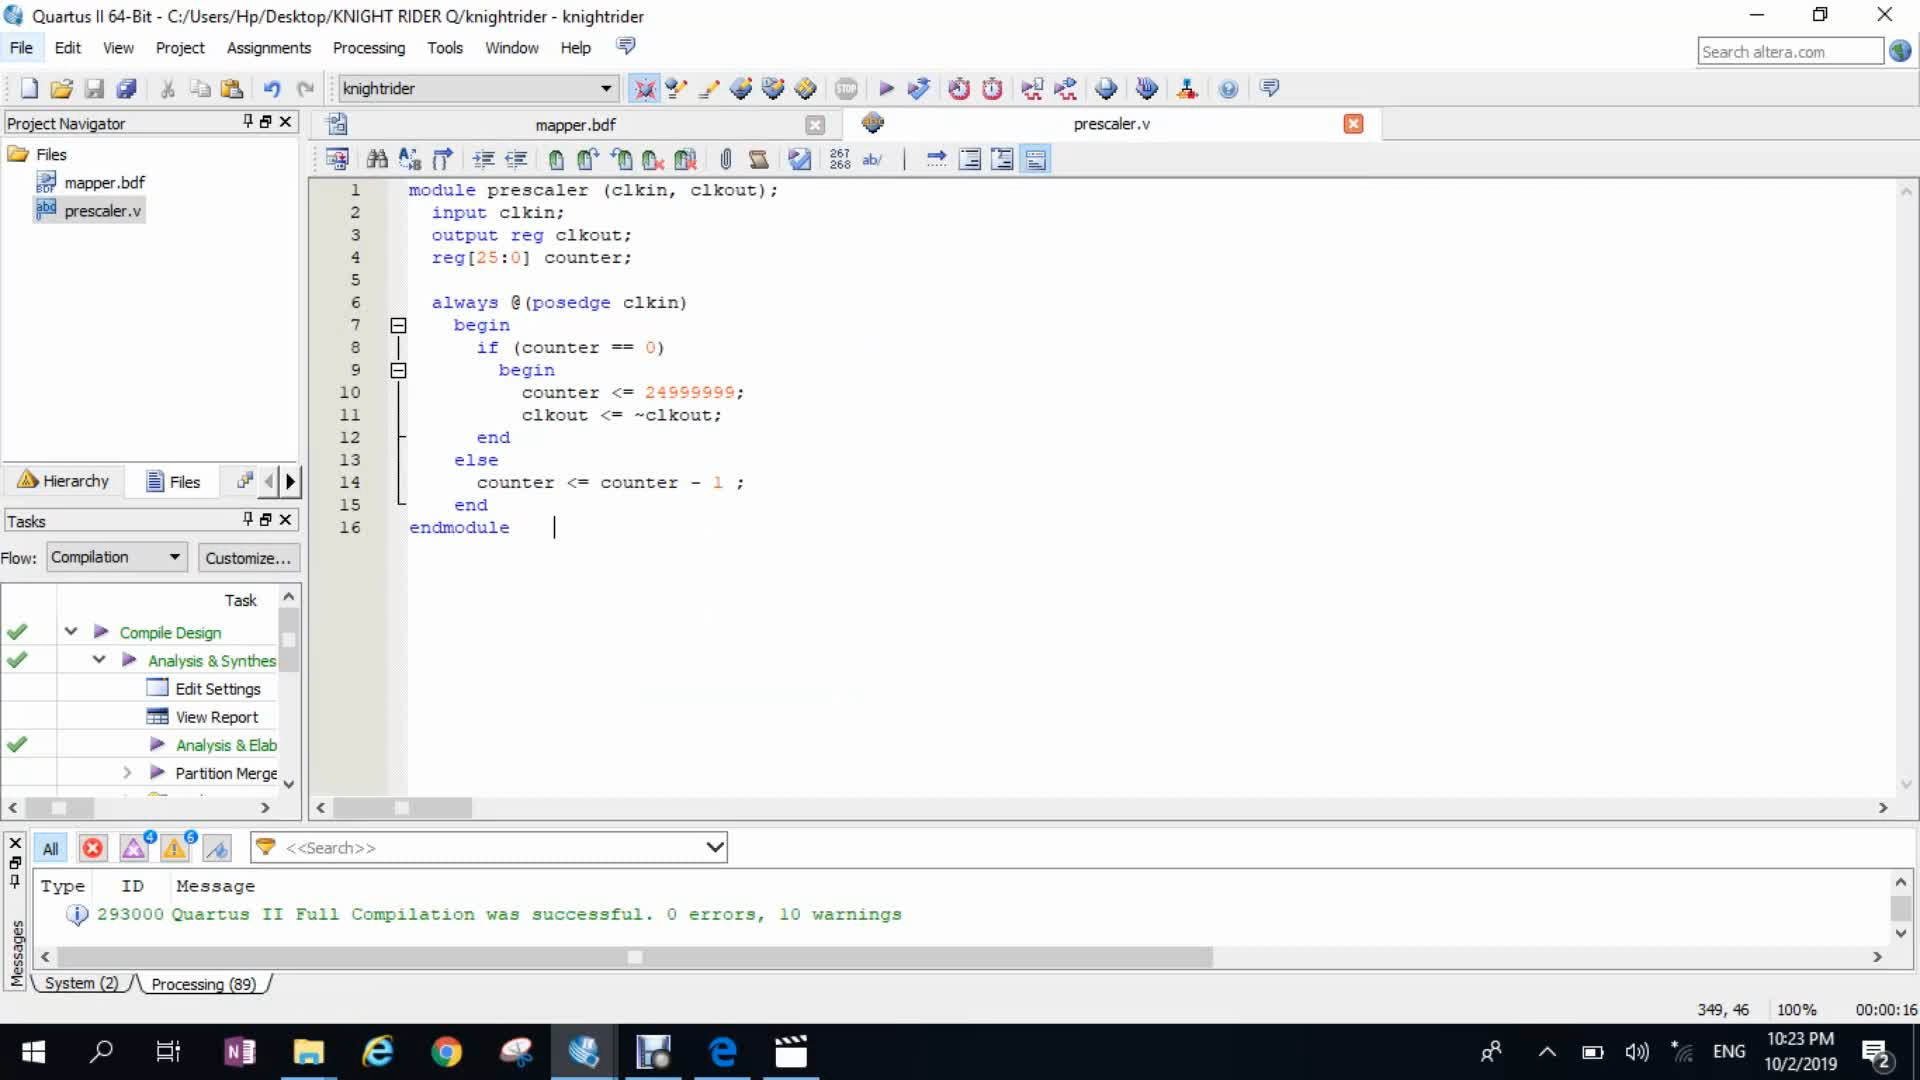 Quartus II 64-Bit - C:/Users/Hp/Desktop/KNIGHT RIDER Q/knightrider - knightrider
File Edit View Project Assignments Processing Tools Window Help
Search altera.com
knightrider
STOP
Project Navigator
mapper.bdf
prescaler.v
267
268
ab/
Files
mapper.bdf
prescaler.v
1 module prescaler (clkin, clkout);
2 input clkin;
3 output reg clkout;
4 reg[25:0] counter;
5
6 always @(posedge clkin)
7 begin
8 if (counter == 0)
9 begin
10 counter <= 24999999;
11 clkout <= ~clkout;
12 end
13 else
14 counter <= counter - 1 ;
15 end
16 endmodule
Hierarchy Files
Tasks
Flow: Compilation Customize...
Task
Compile Design
Analysis & Synthes
Edit Settings
View Report
Analysis & Elab
Partition Merge
All 4 6 <<Search>>
Type ID Message
293000 Quartus II Full Compilation was successful. 0 errors, 10 warnings
Messages
System (2) Processing (89)
349, 46 100% 00:00:16
ENG
10:23 PM
10/2/2019
2